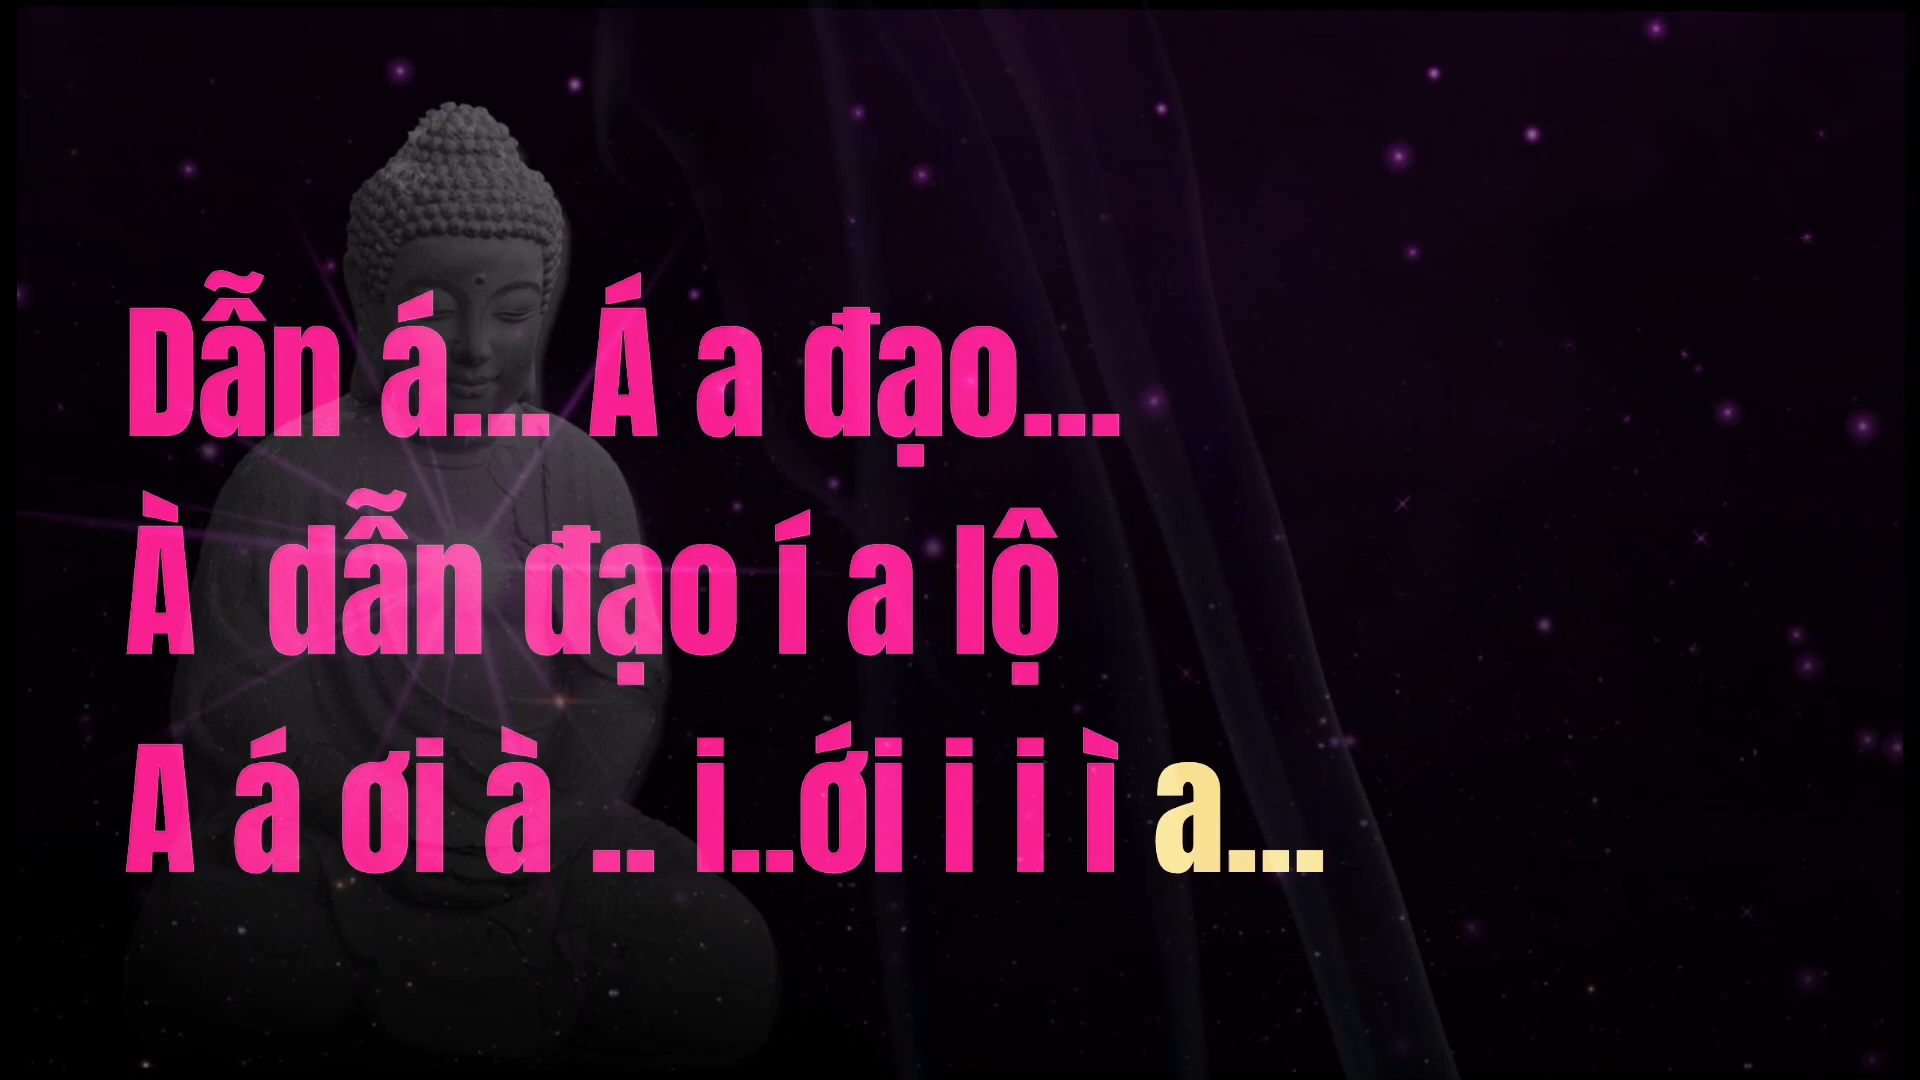 Dẫn á... Á a đạo...
À dẫn đạo í a lộ
A á ơi à .. i..ới i i ì a...